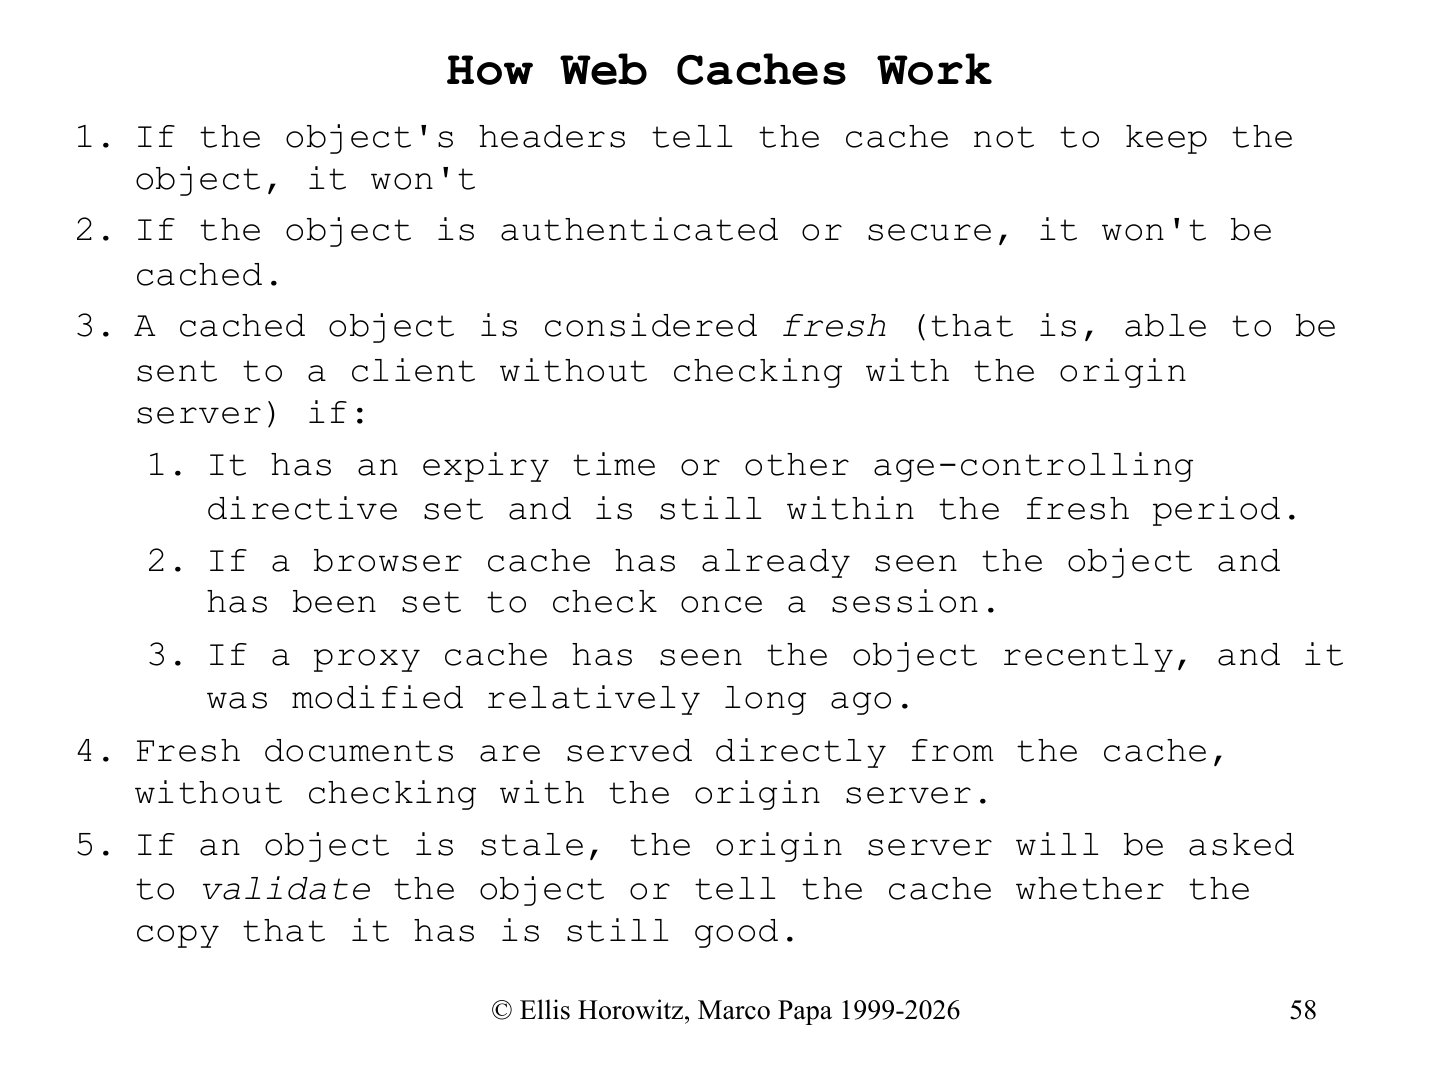 How Web Caches Work
1. If the object's headers tell the cache not to keep the
object, it won't
2. If the object is authenticated or secure, it won't be
cached.
3. A cached object is considered fresh (that is, able to be
sent to a client without checking with the origin
server) if:
1. It has an expiry time or other age-controlling
directive set and is still within the fresh period.
2. If a browser cache has already seen the object and
has been set to check once a session.
3. If a proxy cache has seen the object recently, and it
was modified relatively long ago.
4. Fresh documents are served directly from the cache,
without checking with the origin server.
5. If an object is stale, the origin server will be asked
to validate the object or tell the cache whether the
copy that it has is still good.
© Ellis Horowitz, Marco Papa 1999-2026 58